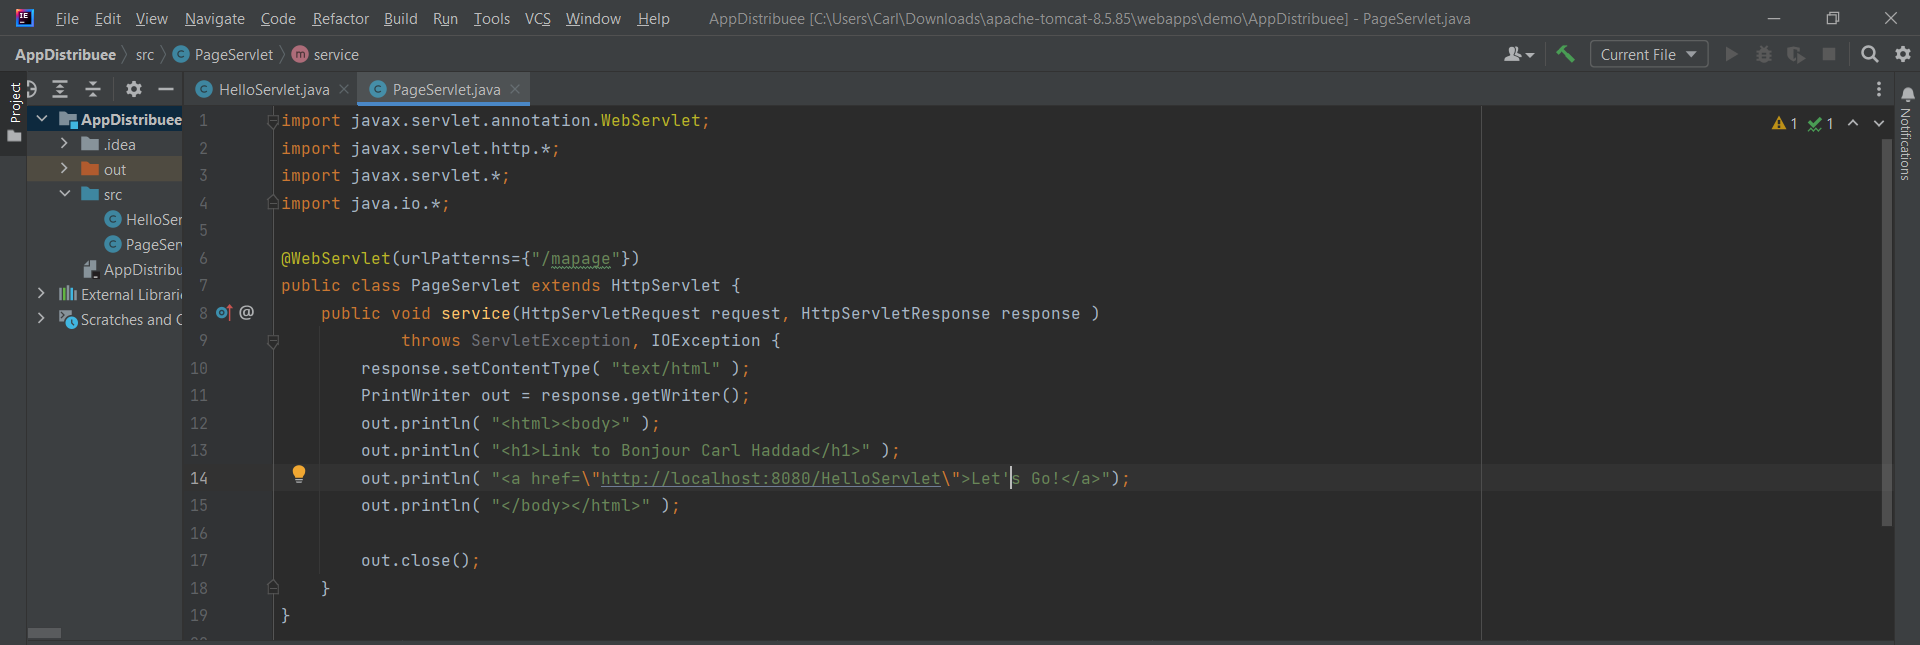 File Edit View Navigate Code Refactor Build Run Tools VCS Window Help AppDistribuee [C:\Users\Carl\Downloads\apache-tomcat-8.5.85\webapps\demo\AppDistribuee] - PageServlet.java
AppDistribuee src PageServlet service Current File
Project
HelloServlet.java PageServlet.java
AppDistribuee
.idea
out
src
HelloSer
PageSer
AppDistribu
External Librari
Scratches and C
1 import javax.servlet.annotation.WebServlet;
2 import javax.servlet.http.*;
3 import javax.servlet.*;
4 import java.io.*;
5
6 @WebServlet(urlPatterns={"/mapage"})
7 public class PageServlet extends HttpServlet {
8 public void service(HttpServletRequest request, HttpServletResponse response )
9 throws ServletException, IOException {
10 response.setContentType( "text/html" );
11 PrintWriter out = response.getWriter();
12 out.println( "<html><body>" );
13 out.println( "<h1>Link to Bonjour Carl Haddad</h1>" );
14 out.println( "<a href=\"http://localhost:8080/HelloServlet\">Let's Go!</a>");
15 out.println( "</body></html>" );
16
17 out.close();
18 }
19 }
1 1
Notifications